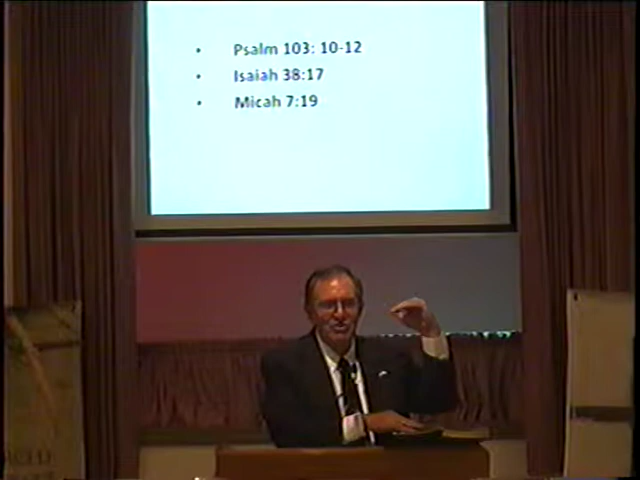 • Psalm 103: 10-12
• Isaiah 38:17
• Micah 7:19